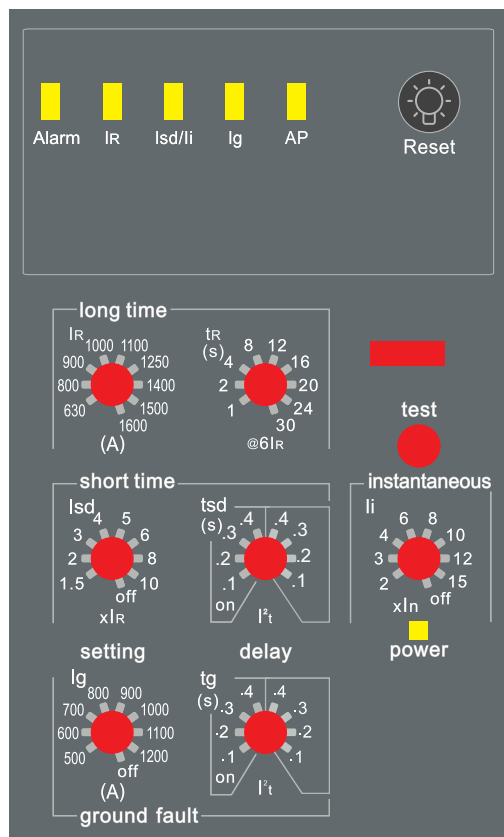 Alarm IR Isd/Ii Ig AP
Reset
long time
IR 630 800 900 1000 1100 1250 1400 1500 1600
(A)
tR
(s) 1 2 4 8 12 16 20 24 30
@6IR
test
short time
Isd 1.5 2 3 4 5 6 8 10 off
xIR
tsd
(s) .1 .2 .3 .4 .4 .3 .2 .1
on I²t
instantaneous
Ii 2 3 4 6 8 10 12 15 off
xIn
power
setting delay
Ig 500 600 700 800 900 1000 1100 1200 off
(A)
tg
(s) .1 .2 .3 .4 .4 .3 .2 .1
on I²t
ground fault